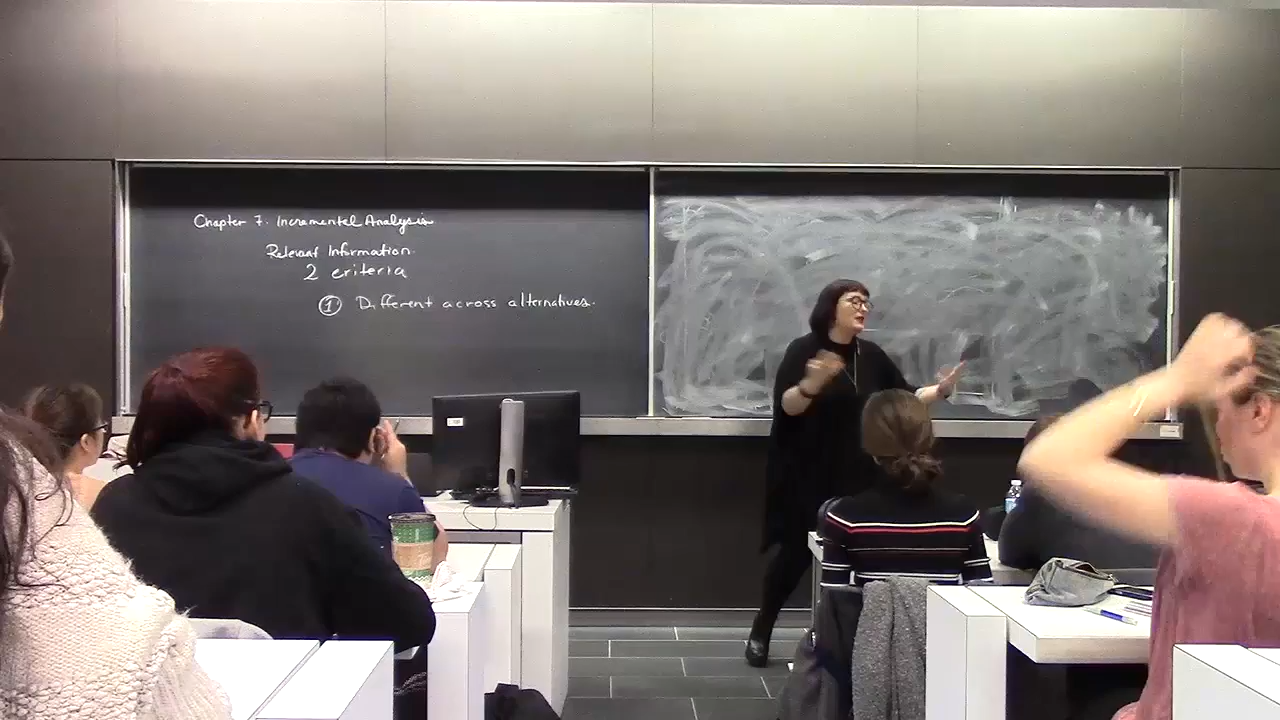 Chapter 7. Incremental Analysis
Relevant Information.
2 criteria
① Different across alternatives.